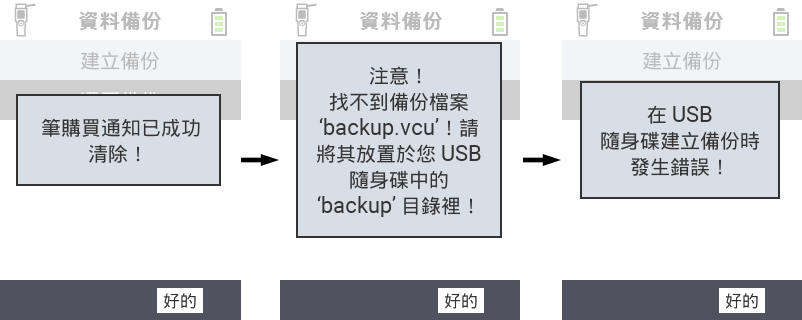 資料備份
建立備份
筆購買通知已成功
清除！
好的
資料備份
注意！
找不到備份檔案
‘backup.vcu’！請
將其放置於您 USB
隨身碟中的
‘backup’ 目錄裡！
好的
資料備份
建立備份
在 USB
隨身碟建立備份時
發生錯誤！
好的